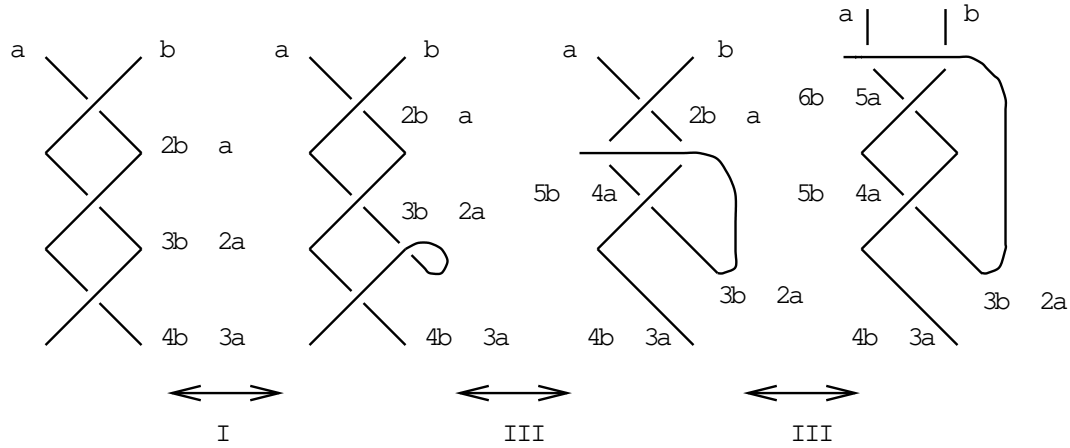 a b a b a b a b
2b a 2b a 2b a 6b 5a
3b 2a 3b 2a 5b 4a 5b 4a
4b 3a 4b 3a 3b 2a 3b 2a
4b 3a 4b 3a
I III III